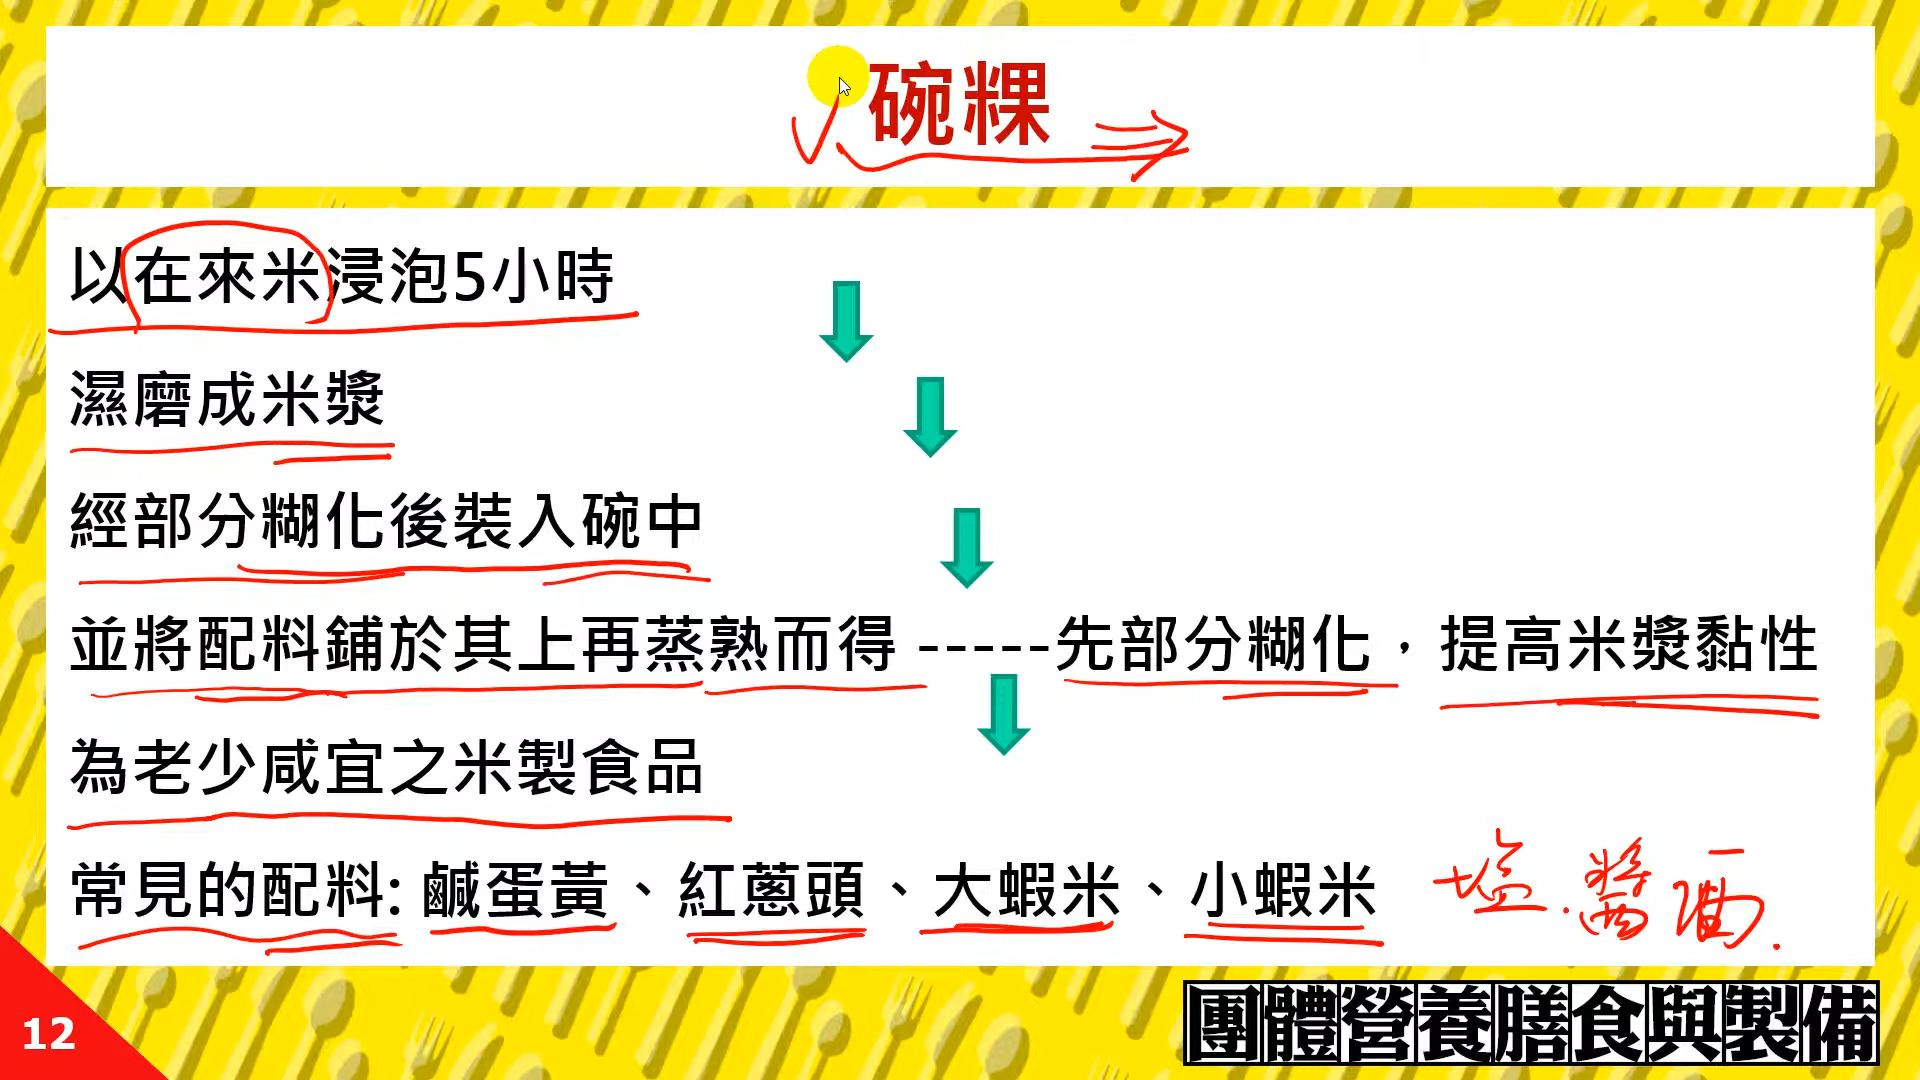 碗粿
以在來米浸泡5小時
濕磨成米漿
經部分糊化後裝入碗中
並將配料鋪於其上再蒸熟而得 -----先部分糊化，提高米漿黏性
為老少咸宜之米製食品
常見的配料: 鹹蛋黃、紅蔥頭、大蝦米、小蝦米
塩.醬油.
12
團體營養膳食與製備